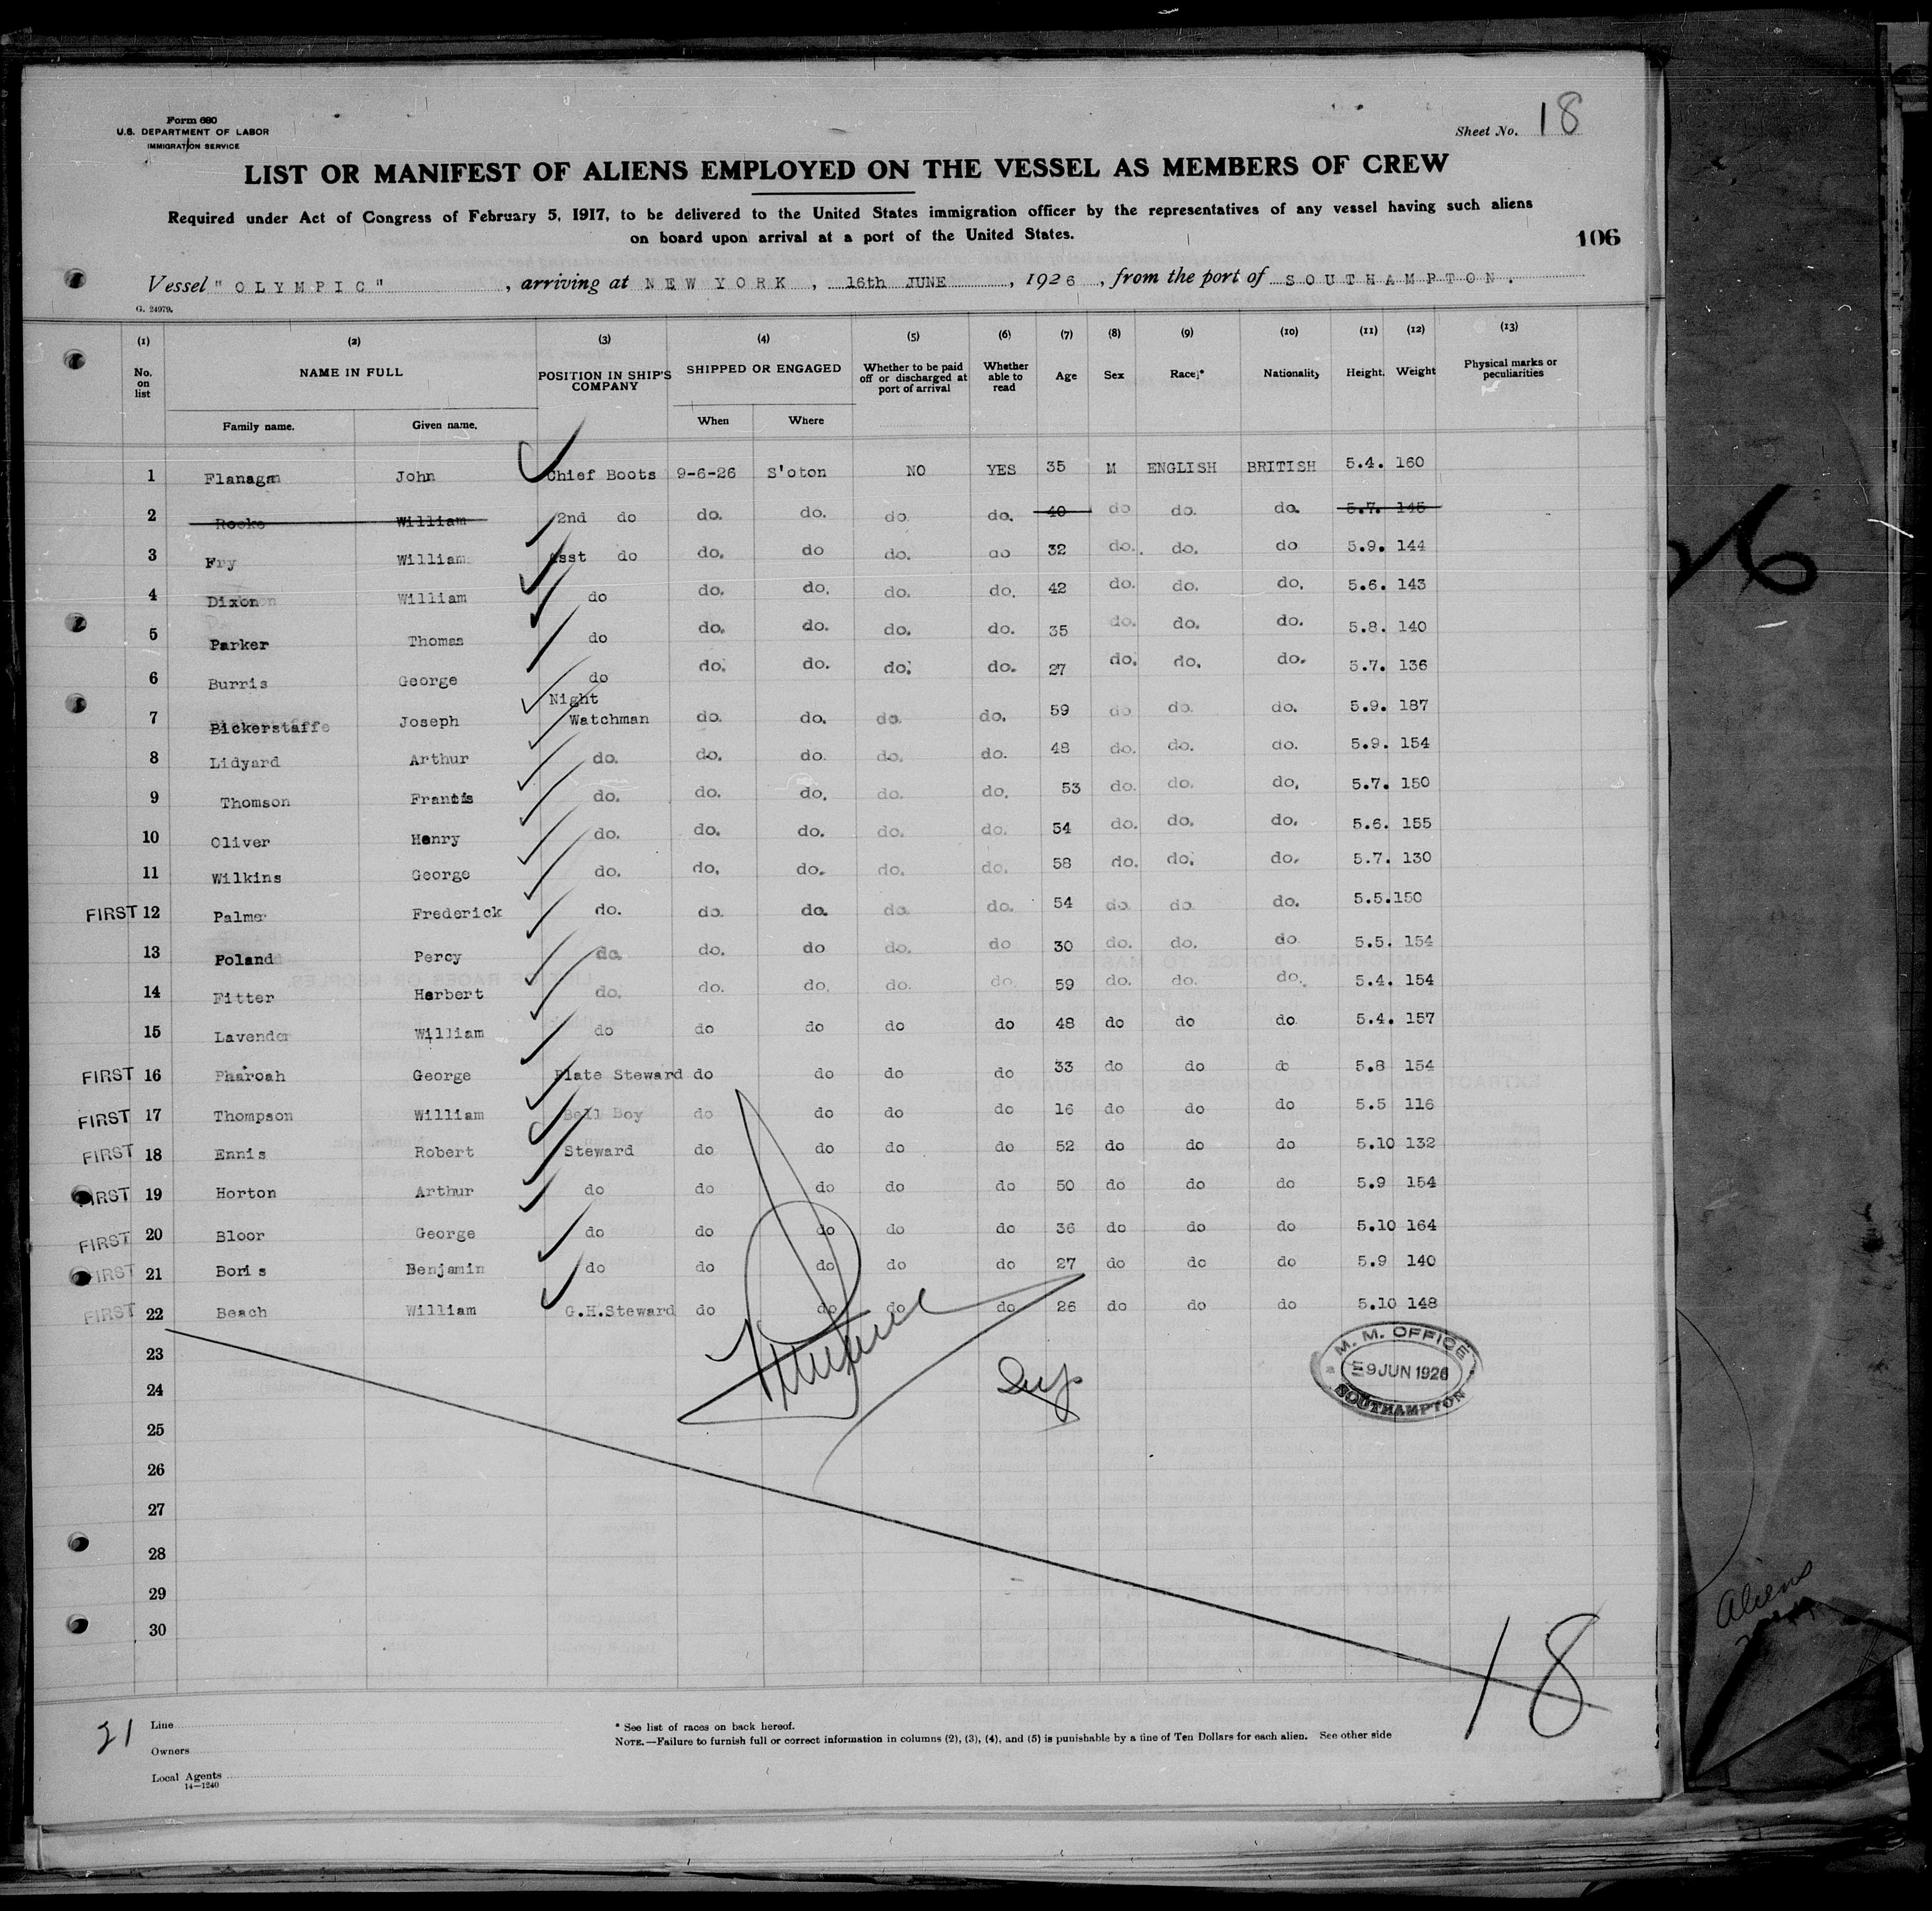 Form 680
U.S. DEPARTMENT OF LABOR
IMMIGRATION SERVICE
Sheet No. 18
LIST OR MANIFEST OF ALIENS EMPLOYED ON THE VESSEL AS MEMBERS OF CREW
Required under Act of Congress of February 5, 1917, to be delivered to the United States immigration officer by the representatives of any vessel having such aliens
on board upon arrival at a port of the United States.
106
Vessel "OLYMPIC", arriving at NEW YORK, 16th JUNE, 1926, from the port of SOUTHAMPTON.
G. 24979.
(1) (2) (3) (4) (5) (6) (7) (8) (9) (10) (11) (12) (13)
No. on list NAME IN FULL POSITION IN SHIP'S COMPANY SHIPPED OR ENGAGED Whether to be paid off or discharged at port of arrival Whether able to read Age Sex Race* Nationality Height. Weight Physical marks or peculiarities
Family name. Given name. When Where
1 Flanagan John Chief Boots 9-6-26 S'oton NO YES 35 M ENGLISH BRITISH 5.4. 160
2 Rooke William 2nd do do. do. do do. 40 do do. do. 5.7. 145
3 Fry William Asst do do. do do. do 32 do. do. do 5.9. 144
4 Dixon William do do. do. do. do. 42 do. do. do. 5.6. 143
5 Parker Thomas do do. do. do. do. 35 do. do. do. 5.8. 140
6 Burris George do do. do. do. do. 27 do. do. do. 5.7. 136
7 Bickerstaffe Joseph Night Watchman do. do. do. do. 59 do do. do. 5.9. 187
8 Lidyard Arthur do. do. do. do. do. 48 do. do. do. 5.9. 154
9 Thomson Francis do. do. do. do. do. 53 do. do. do. 5.7. 150
10 Oliver Henry do. do. do. do. do. 54 do. do. do. 5.6. 155
11 Wilkins George do. do. do. do. do. 58 do. do. do. 5.7. 130
FIRST 12 Palmer Frederick do. do. do. do. do. 54 do. do. do. 5.5. 150
13 Poland Percy do. do. do do. do 30 do. do. do 5.5. 154
14 Fitter Herbert do. do. do. do. do. 59 do. do. do. 5.4. 154
15 Lavender William do do do do do 48 do do do 5.4. 157
FIRST 16 Pharoah George Plate Steward do do do do 33 do do do 5.8 154
FIRST 17 Thompson William Bell Boy do do do do 16 do do do 5.5 116
FIRST 18 Ennis Robert Steward do do do do 52 do do do 5.10 132
FIRST 19 Horton Arthur do do do do do 50 do do do 5.9 154
FIRST 20 Bloor George do do do do do 36 do do do 5.10 164
FIRST 21 Boris Benjamin do do do do do 27 do do do 5.9 140
FIRST 22 Beach William G.H.Steward do do do do 26 do do do 5.10 148
23
24
25
26
27
28
29
30
M. M. OFFICE
9 JUN 1926
SOUTHAMPTON
18
21
Line
Owners
Local Agents
14—1240
* See list of races on back hereof.
NOTE.—Failure to furnish full or correct information in columns (2), (3), (4), and (5) is punishable by a fine of Ten Dollars for each alien. See other side
26
Aliens